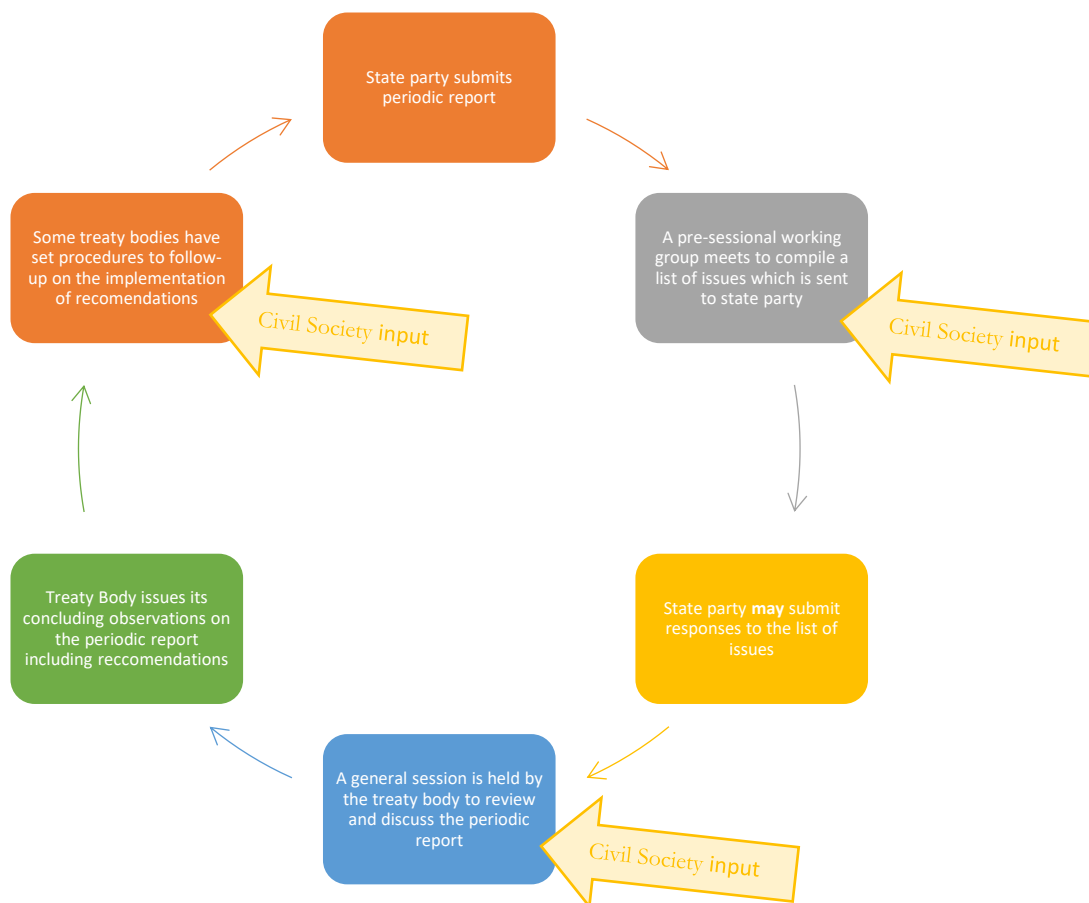 State party submits
periodic report
A pre-sessional working
group meets to compile a
list of issues which is sent
to state party
Civil Society input
State party may submit
responses to the list of
issues
A general session is held by
the treaty body to review
and discuss the periodic
report
Civil Society input
Treaty Body issues its
concluding observations on
the periodic report
including reccomendations
Some treaty bodies have
set procedures to follow-
up on the implementation
of recomendations
Civil Society input